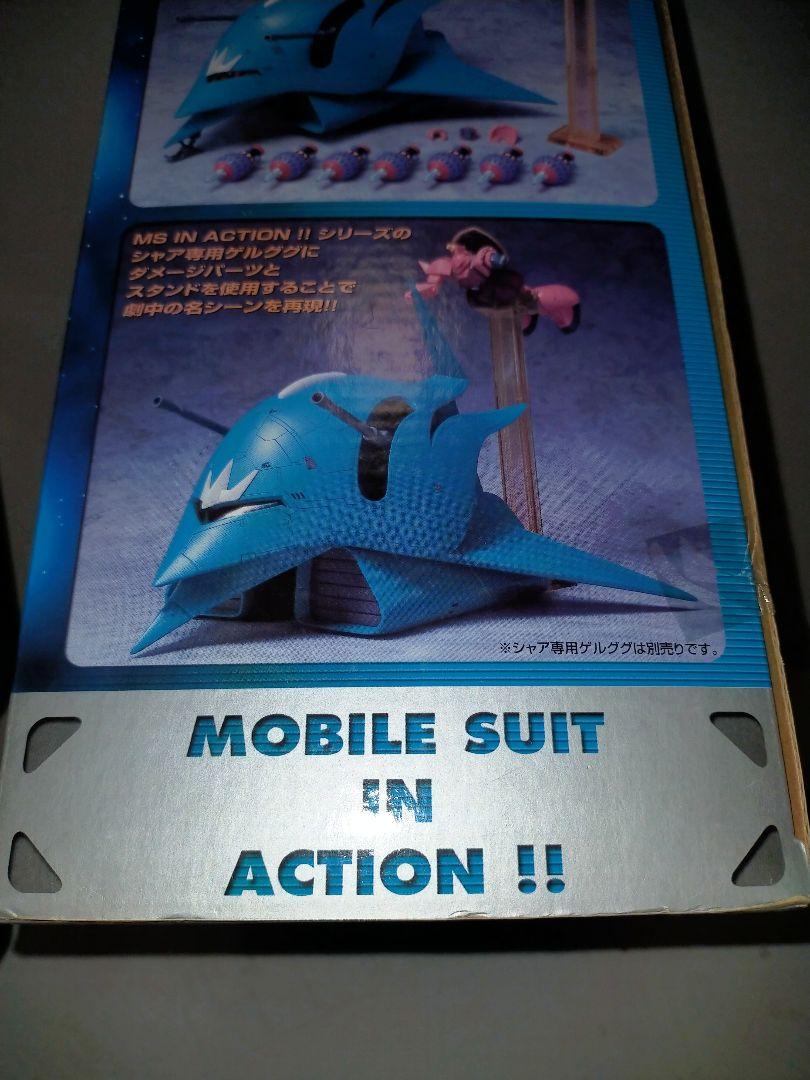 MS IN ACTION !! シリーズの
シャア専用ゲルググに
ダメージパーツと
スタンドを使用することで
劇中の名シーンを再現!!
※シャア専用ゲルググは別売りです。
MOBILE SUIT
IN
ACTION !!